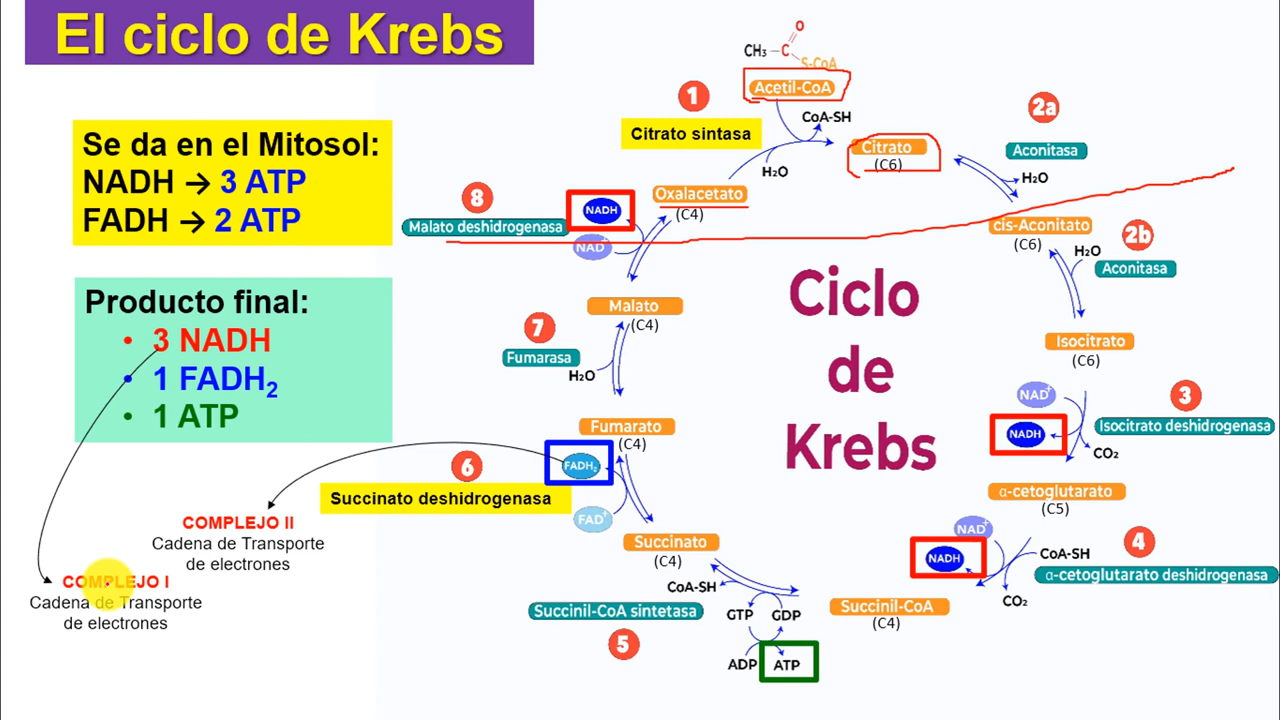 El ciclo de Krebs
Se da en el Mitosol:
NADH → 3 ATP
FADH → 2 ATP
Producto final:
• 3 NADH
• 1 FADH₂
• 1 ATP
COMPLEJO II
Cadena de Transporte
de electrones
COMPLEJO I
Cadena de Transporte
de electrones
Ciclo
de
Krebs
O
CH₃ C
S-CoA
Acetil-CoA
1
Citrato sintasa
CoA-SH
H₂O
Citrato
(C6)
2a
Aconitasa
H₂O
cis-Aconitato
(C6)
2b
H₂O
Aconitasa
Isocitrato
(C6)
3
NAD⁺
Isocitrato deshidrogenasa
NADH
CO₂
α-cetoglutarato
(C5)
4
NAD⁺
CoA-SH
NADH
α-cetoglutarato deshidrogenasa
CO₂
Succinil-CoA
(C4)
5
Succinil-CoA sintetasa
CoA-SH
GTP
GDP
ADP
ATP
Succinato
(C4)
6
Succinato deshidrogenasa
FADH₂
FAD⁺
Fumarato
(C4)
7
Fumarasa
H₂O
Malato
(C4)
8
Malato deshidrogenasa
NADH
NAD⁺
Oxalacetato
(C4)